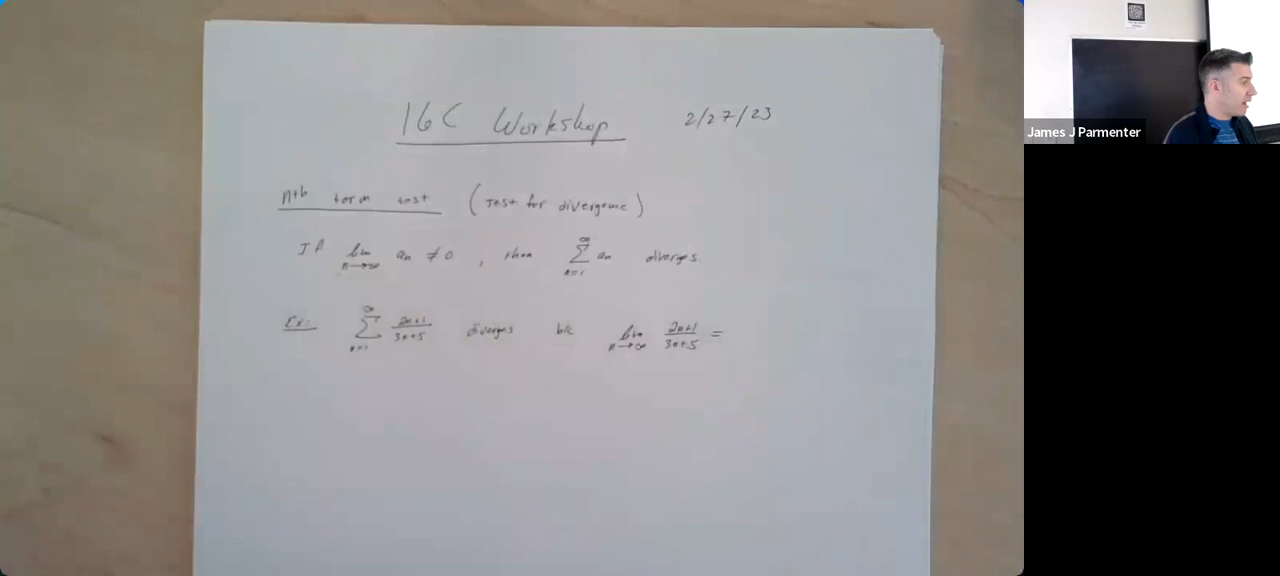 16C Workshop 2/27/23
James J Parmenter
nth term test (Test for divergence)
If lim n→∞ an ≠ 0 , then ∞ Σ n=1 an diverges.
Ex: ∞ Σ n=1 2n+1/3n+5 diverges b/c lim n→∞ 2n+1/3n+5 =